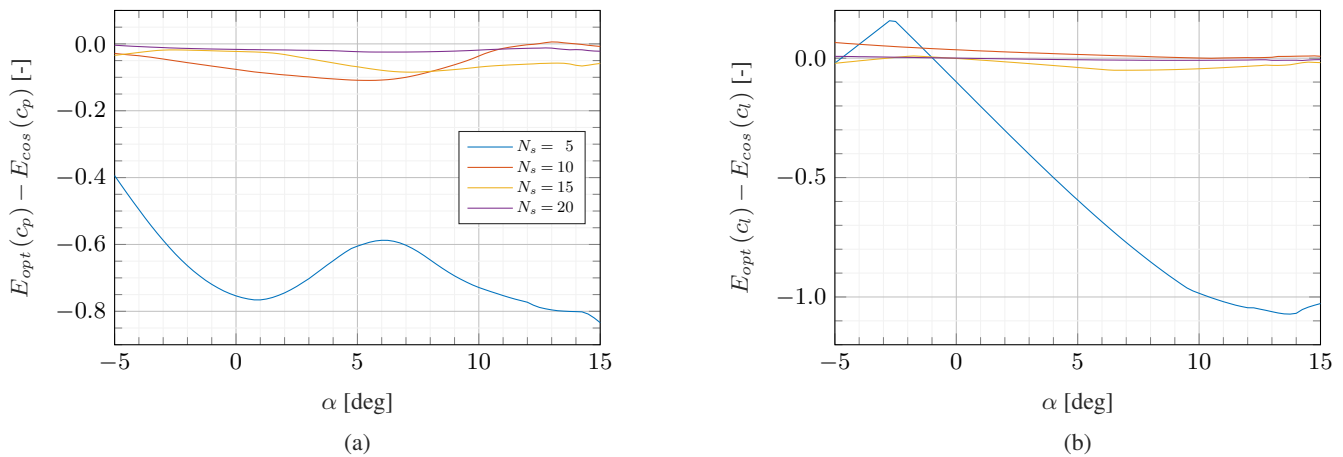 0.0
−0.2
−0.4
−0.6
−0.8
−5
0
5
10
15
E_opt(c_p) − E_cos(c_p) [-]
α [deg]
N_s = 5
N_s = 10
N_s = 15
N_s = 20
(a)
0.0
−0.5
−1.0
−5
0
5
10
15
E_opt(c_l) − E_cos(c_l) [-]
α [deg]
(b)